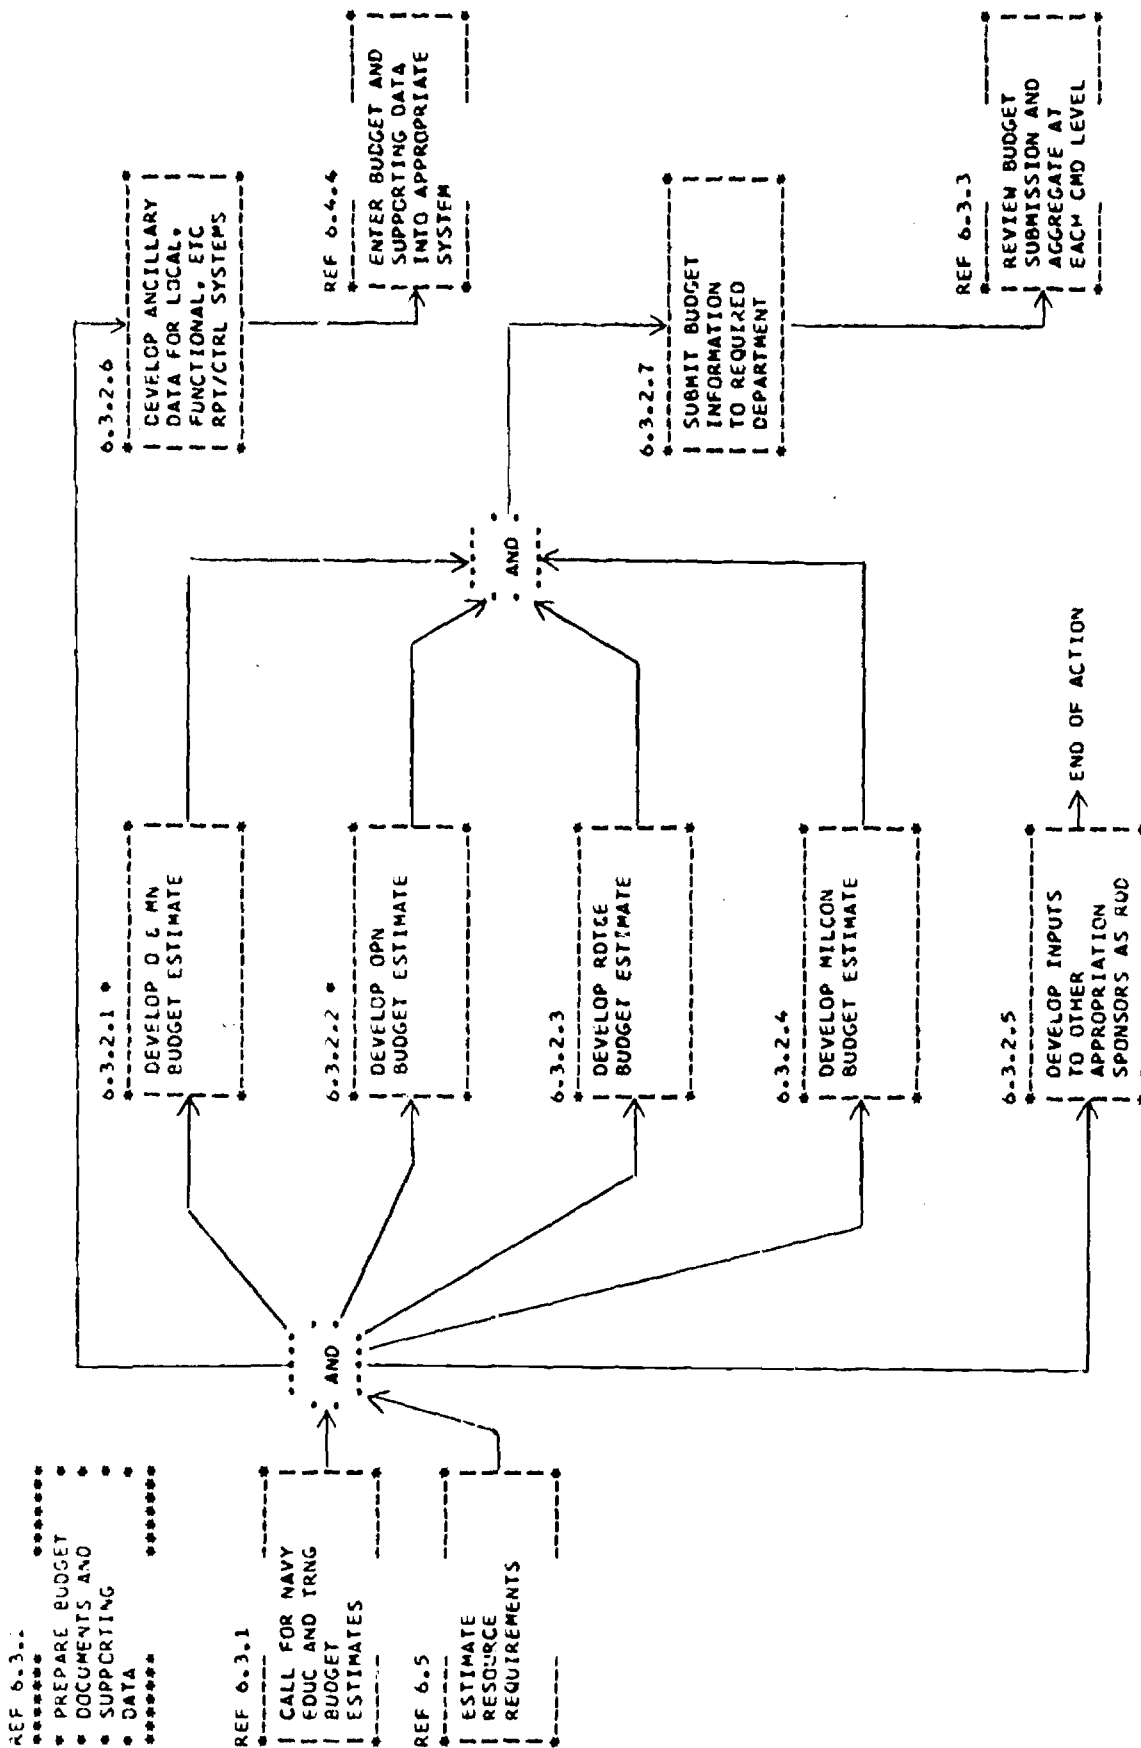 REF 6.3.
PREPARE BUDGET
DOCUMENTS AND
SUPPORTING
DATA
REF 6.3.1
CALL FOR NAVY
EDUC AND TRNG
BUDGET
ESTIMATES
REF 6.5
ESTIMATE
RESOURCE
REQUIREMENTS
AND
6.3.2.1 *
DEVELOP O & MN
BUDGET ESTIMATE
6.3.2.2 *
DEVELOP OPN
BUDGET ESTIMATE
6.3.2.3
DEVELOP RDT&E
BUDGET ESTIMATE
6.3.2.4
DEVELOP MILCON
BUDGET ESTIMATE
6.3.2.5
DEVELOP INPUTS
TO OTHER
APPROPRIATION
SPONSORS AS RQD
END OF ACTION
AND
6.3.2.6
DEVELOP ANCILLARY
DATA FOR LOCAL,
FUNCTIONAL, ETC
RPT/CTRL SYSTEMS
REF 6.4.4
ENTER BUDGET AND
SUPPORTING DATA
INTO APPROPRIATE
SYSTEM
6.3.2.7
SUBMIT BUDGET
INFORMATION
TO REQUIRED
DEPARTMENT
REF 6.3.3
REVIEW BUDGET
SUBMISSION AND
AGGREGATE AT
EACH CMD LEVEL